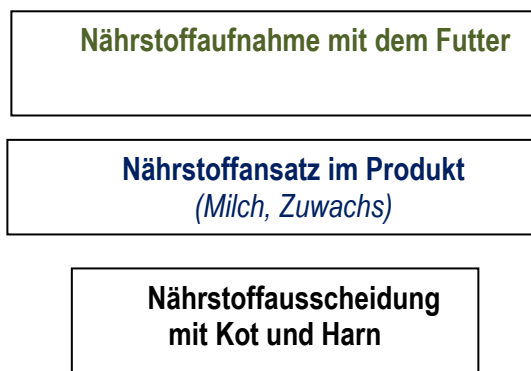 Nährstoffaufnahme mit dem Futter
Nährstoffansatz im Produkt
(Milch, Zuwachs)
Nährstoffausscheidung
mit Kot und Harn